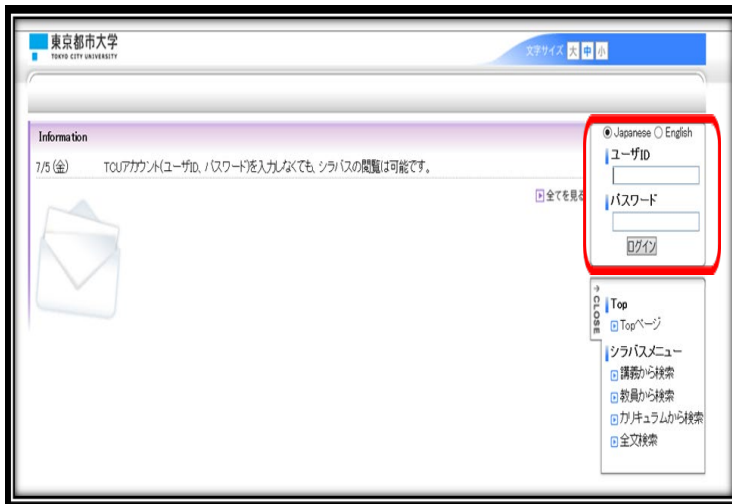 東京都市大学
TOKYO CITY UNIVERSITY
文字サイズ 大 中 小
Information
7/5 (金) TCUアカウント(ユーザID、パスワード)を入力しなくても、シラバスの閲覧は可能です。
全てを見る
Japanese English
ユーザID
パスワード
ログイン
↑CLOSE
Top
Topページ
シラバスメニュー
講義から検索
教員から検索
カリキュラムから検索
全文検索